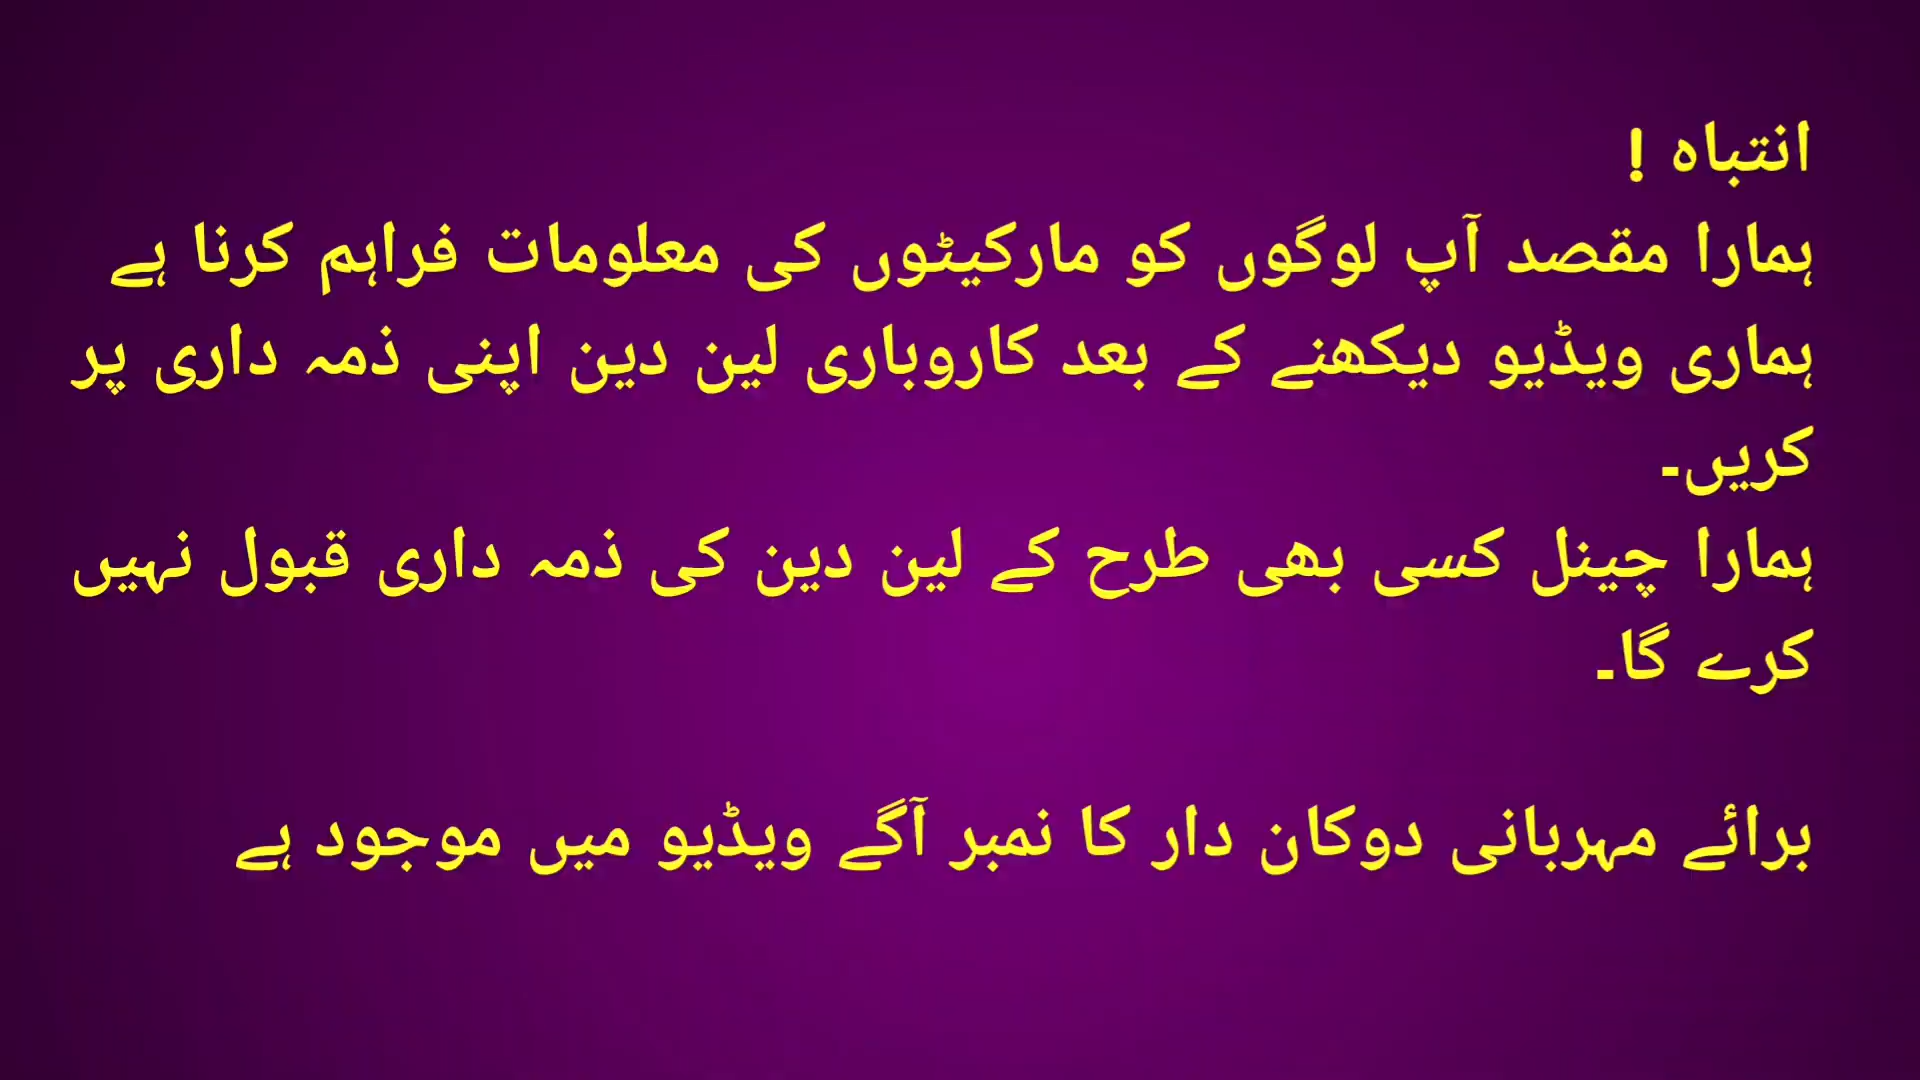 انتباہ !
ہمارا مقصد آپ لوگوں کو مارکیٹوں کی معلومات فراہم کرنا ہے
ہماری ویڈیو دیکھنے کے بعد کاروباری لین دین اپنی ذمہ داری پر
کریں۔
ہمارا چینل کسی بھی طرح کے لین دین کی ذمہ داری قبول نہیں
کرے گا۔
برائے مہربانی دوکان دار کا نمبر آگے ویڈیو میں موجود ہے